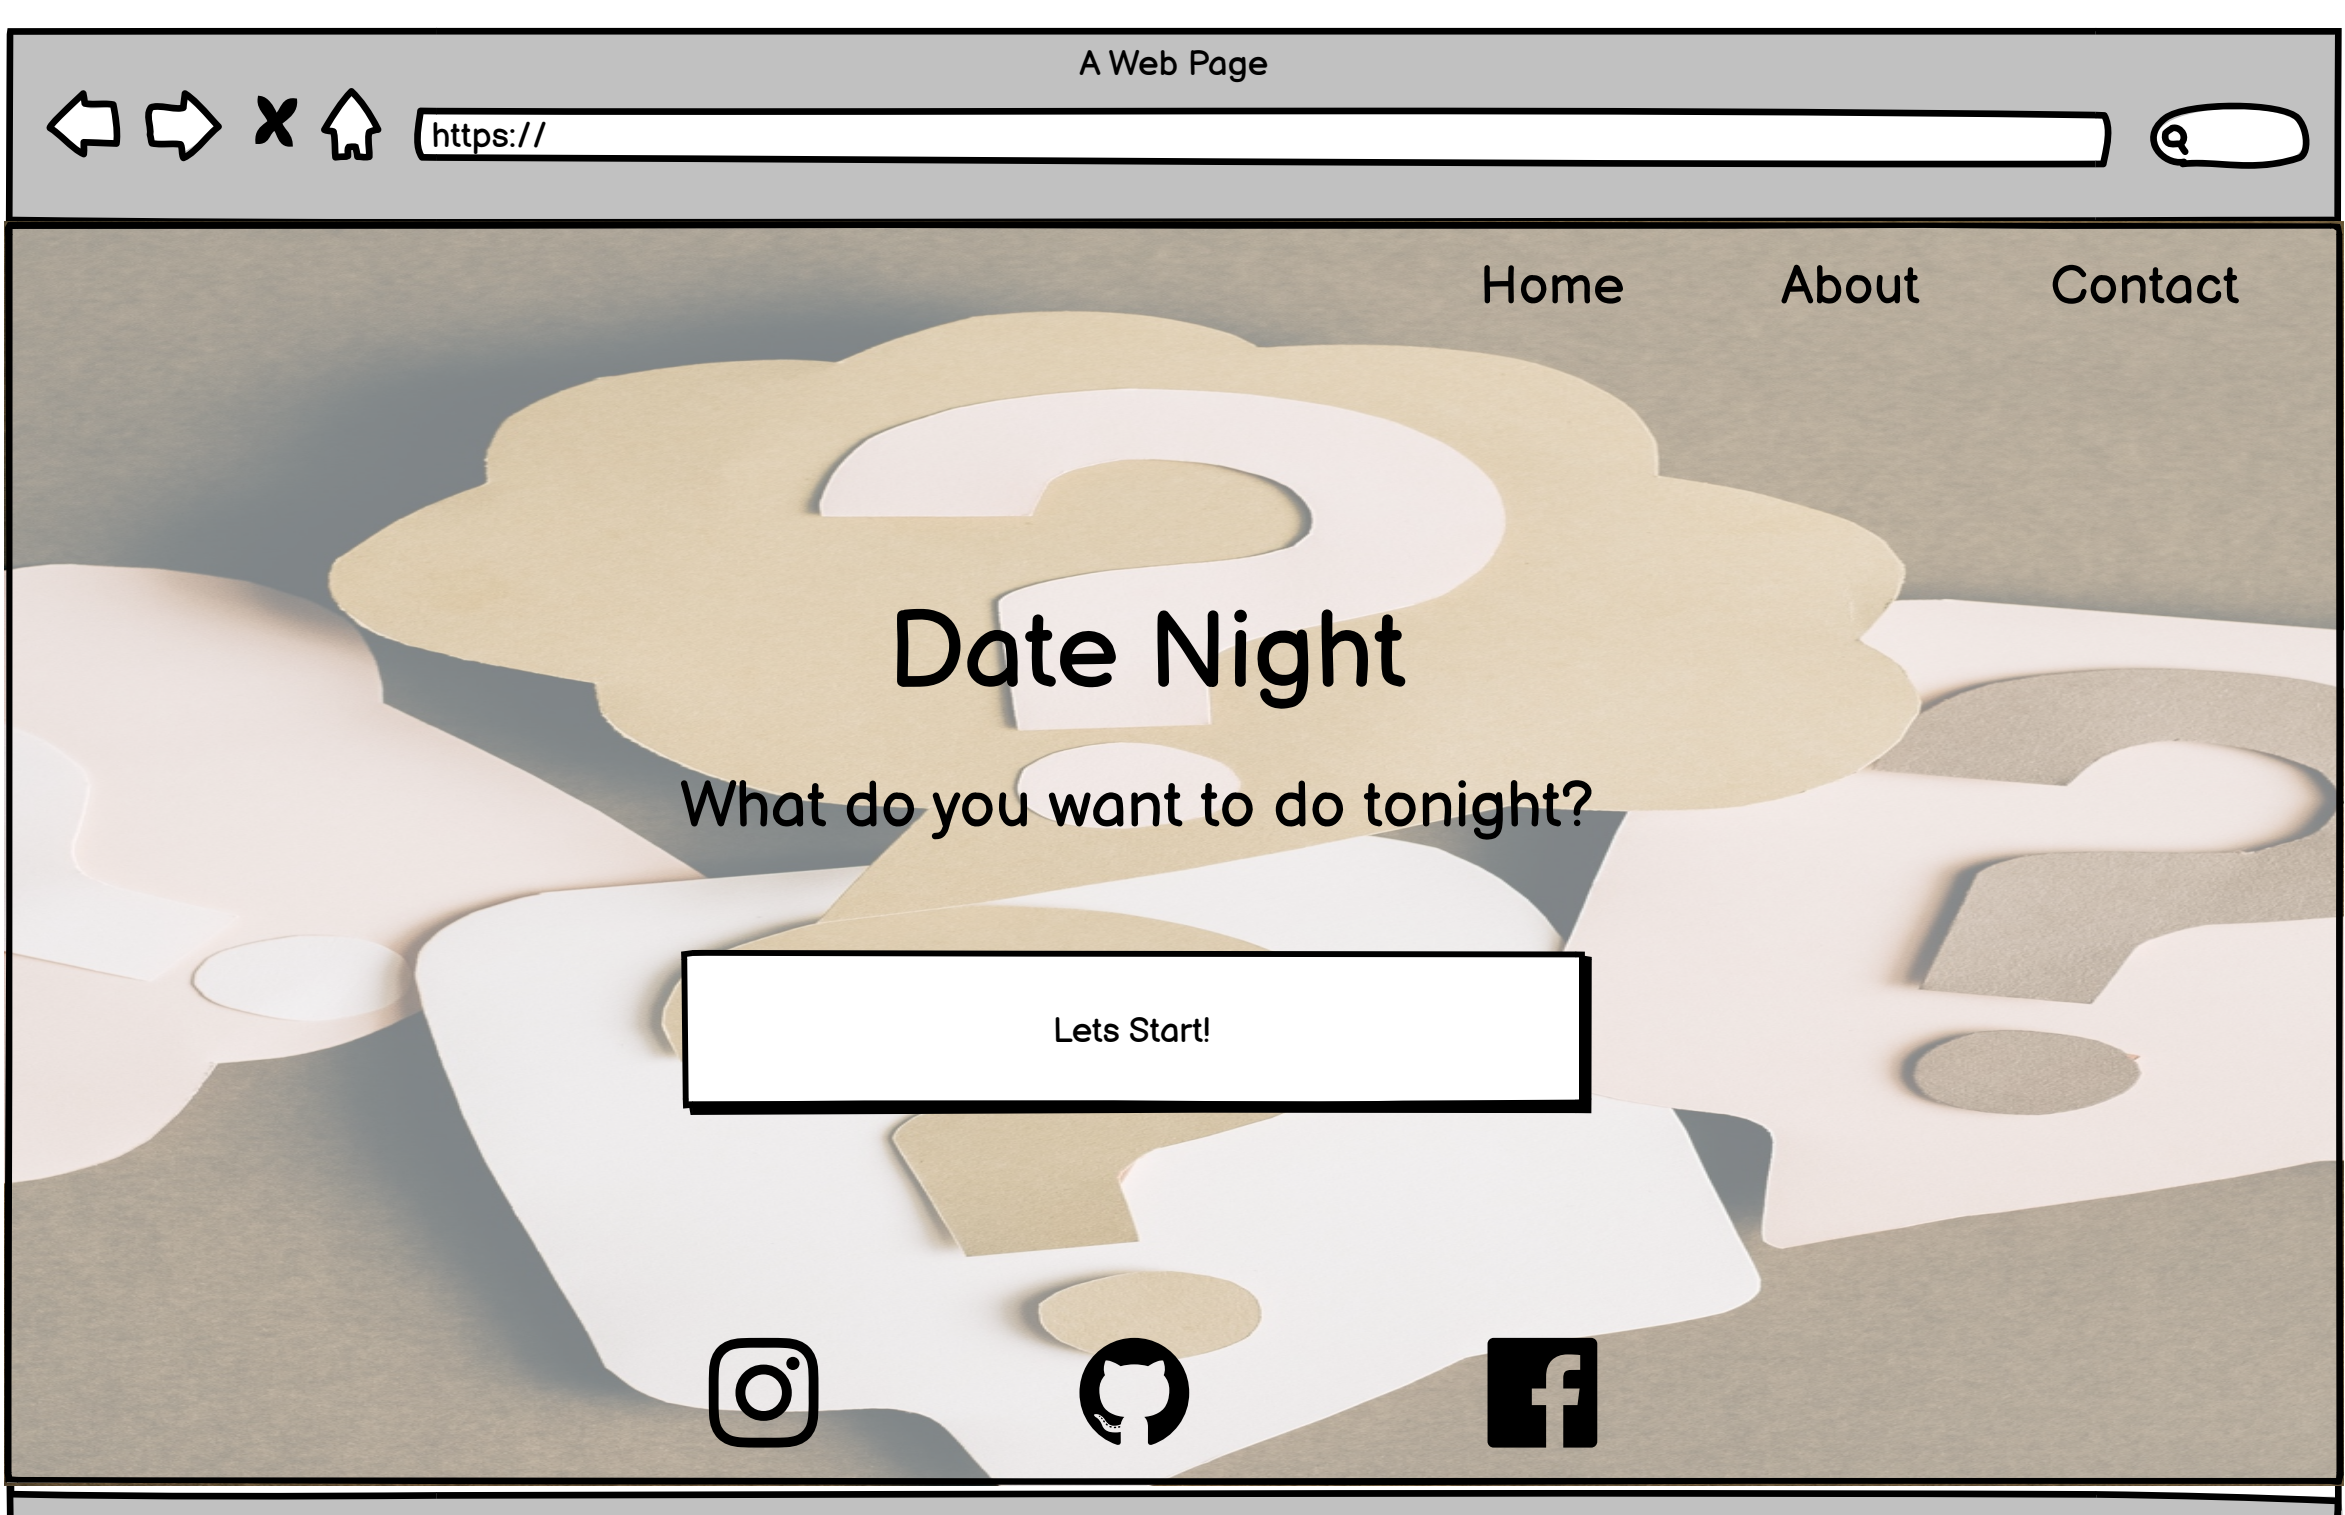 A Web Page
https://
Home About Contact
Date Night
What do you want to do tonight?
Lets Start!